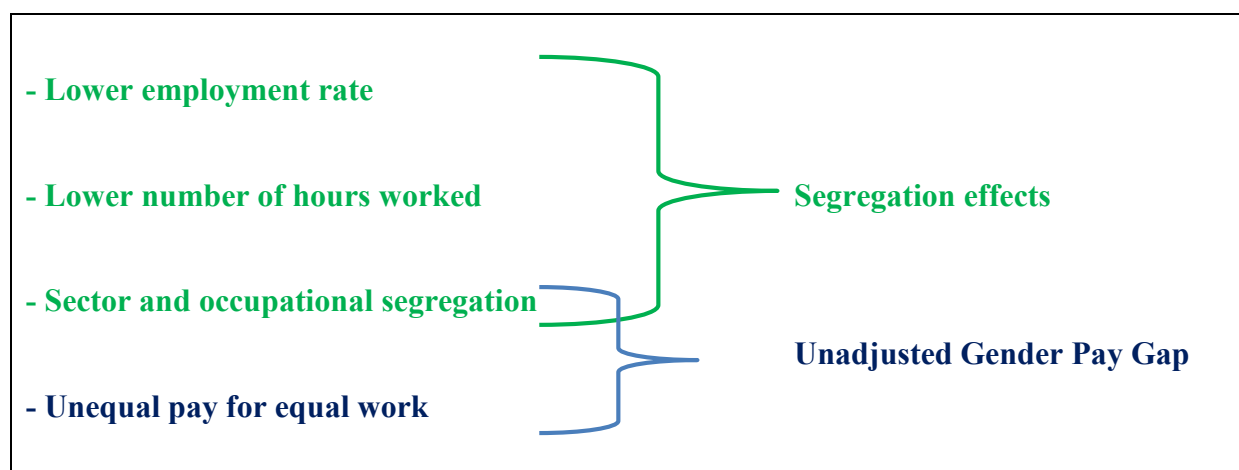 - Lower employment rate
- Lower number of hours worked
Segregation effects
- Sector and occupational segregation
Unadjusted Gender Pay Gap
- Unequal pay for equal work